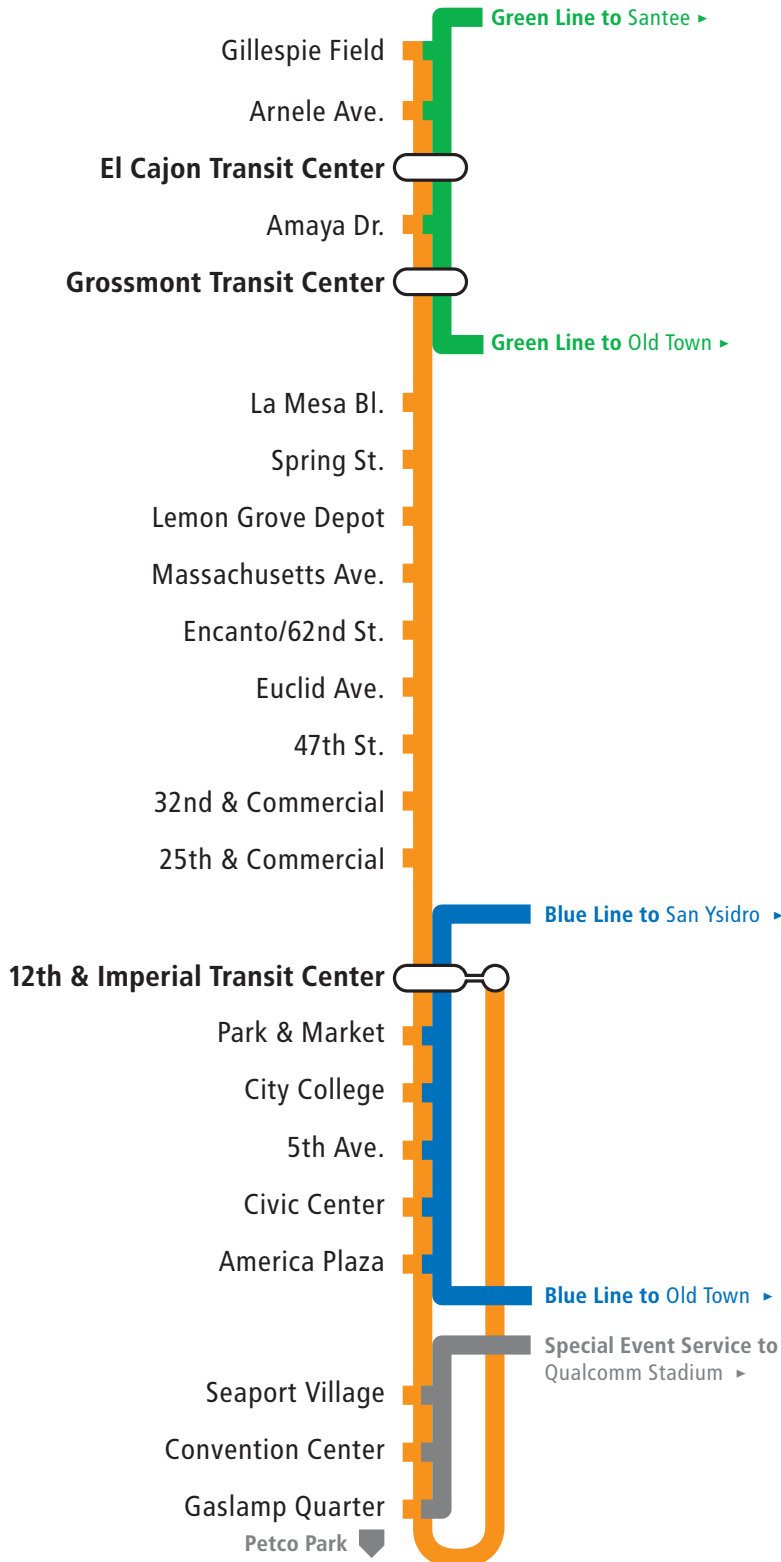 Green Line to Santee ▸
Gillespie Field
Arnele Ave.
El Cajon Transit Center
Amaya Dr.
Grossmont Transit Center
Green Line to Old Town ▸
La Mesa Bl.
Spring St.
Lemon Grove Depot
Massachusetts Ave.
Encanto/62nd St.
Euclid Ave.
47th St.
32nd & Commercial
25th & Commercial
Blue Line to San Ysidro ▸
12th & Imperial Transit Center
Park & Market
City College
5th Ave.
Civic Center
America Plaza
Blue Line to Old Town ▸
Special Event Service to
Qualcomm Stadium ▸
Seaport Village
Convention Center
Gaslamp Quarter
Petco Park